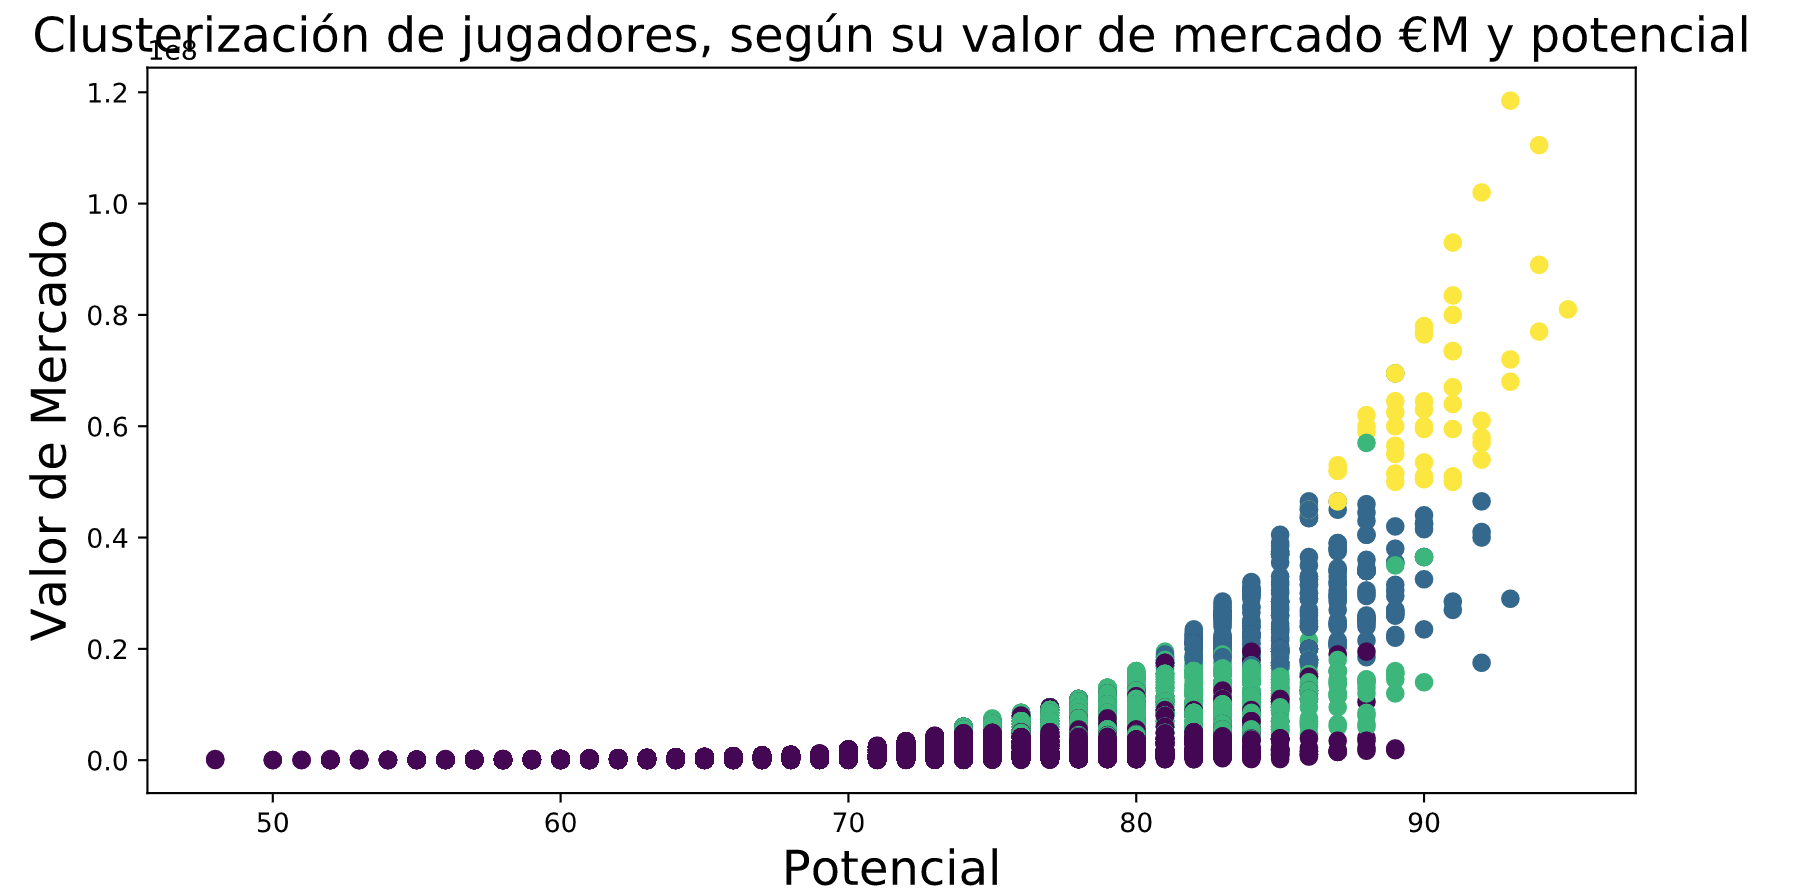 Clusterización de jugadores, según su valor de mercado €M y potencial
1e8
1.2
1.0
0.8
0.6
0.4
0.2
0.0
Valor de Mercado
50 60 70 80 90
Potencial